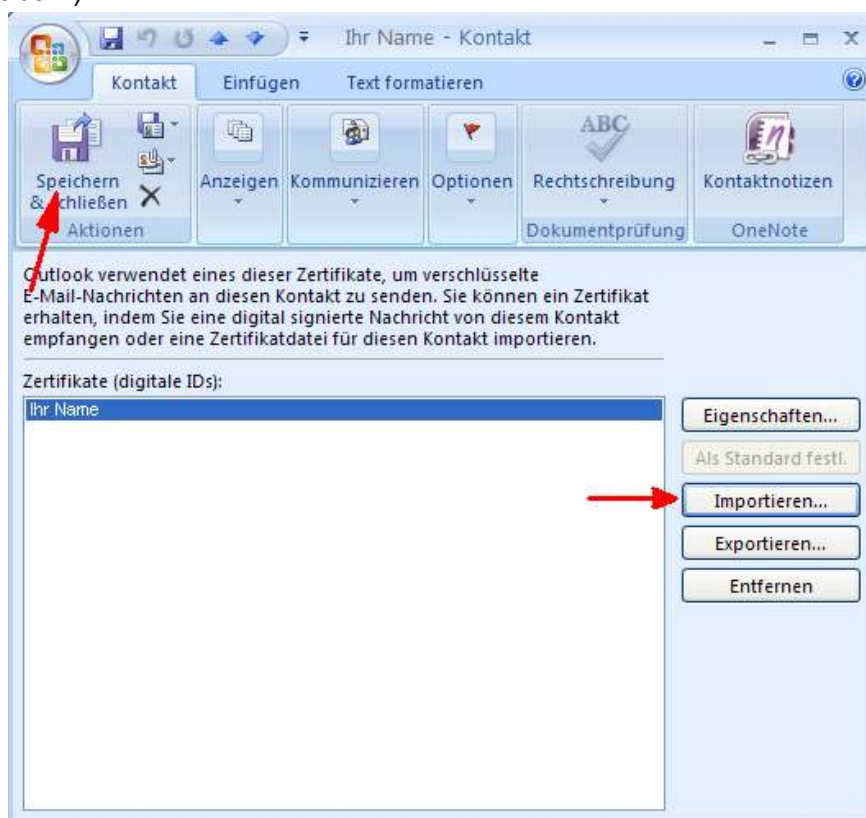 Ihr Name - Kontakt
Kontakt Einfügen Text formatieren
ABC
Speichern
& schließen
Anzeigen Kommunizieren Optionen Rechtschreibung Kontaktnotizen
Aktionen Dokumentprüfung OneNote
Outlook verwendet eines dieser Zertifikate, um verschlüsselte
E-Mail-Nachrichten an diesen Kontakt zu senden. Sie können ein Zertifikat
erhalten, indem Sie eine digital signierte Nachricht von diesem Kontakt
empfangen oder eine Zertifikatdatei für diesen Kontakt importieren.
Zertifikate (digitale IDs):
Ihr Name
Eigenschaften...
Als Standard festl.
Importieren...
Exportieren...
Entfernen